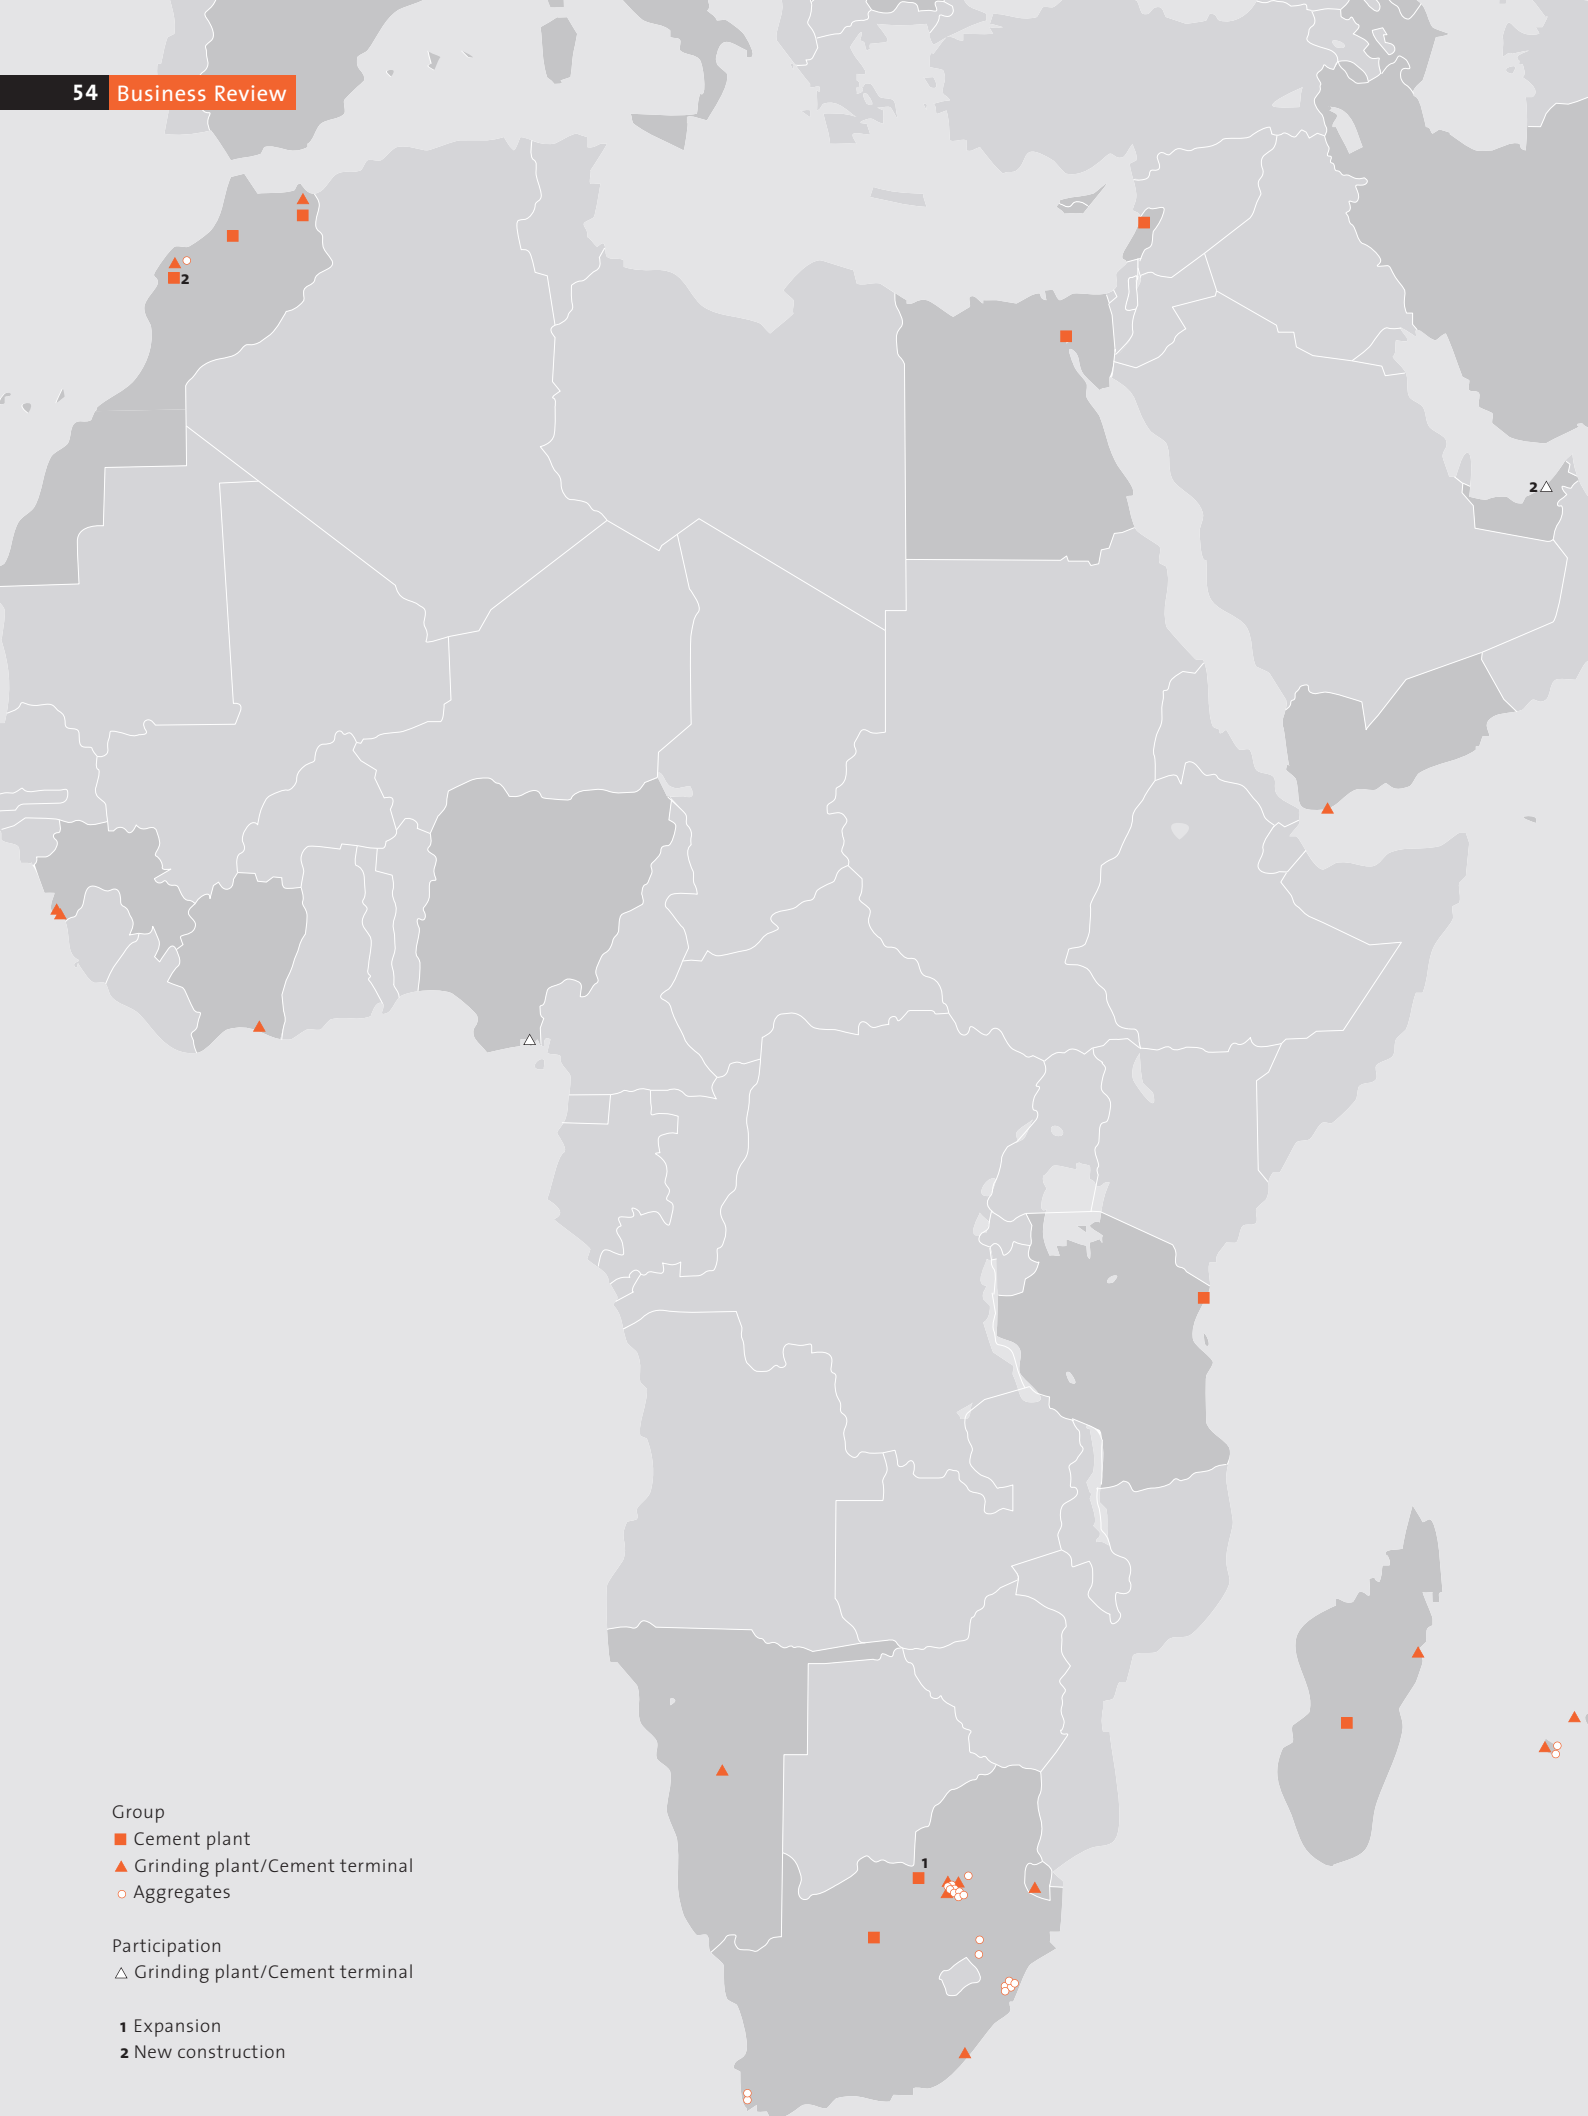 54 Business Review
2
2
1
Group
Cement plant
Grinding plant/Cement terminal
Aggregates
Participation
Grinding plant/Cement terminal
1 Expansion
2 New construction